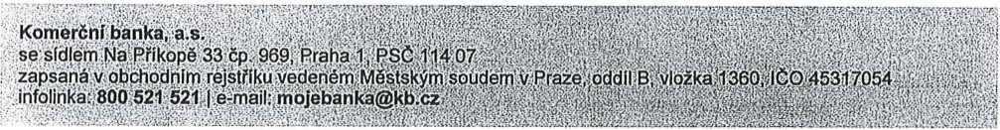 Komerční banka, a.s.
se sídlem Na Příkopě 33 čp. 969, Praha 1, PSČ 114 07
zapsaná v obchodním rejstříku vedeném Městským soudem v Praze, oddíl B, vložka 1360, IČO 45317054
infolinka: 800 521 521 | e-mail: mojebanka@kb.cz